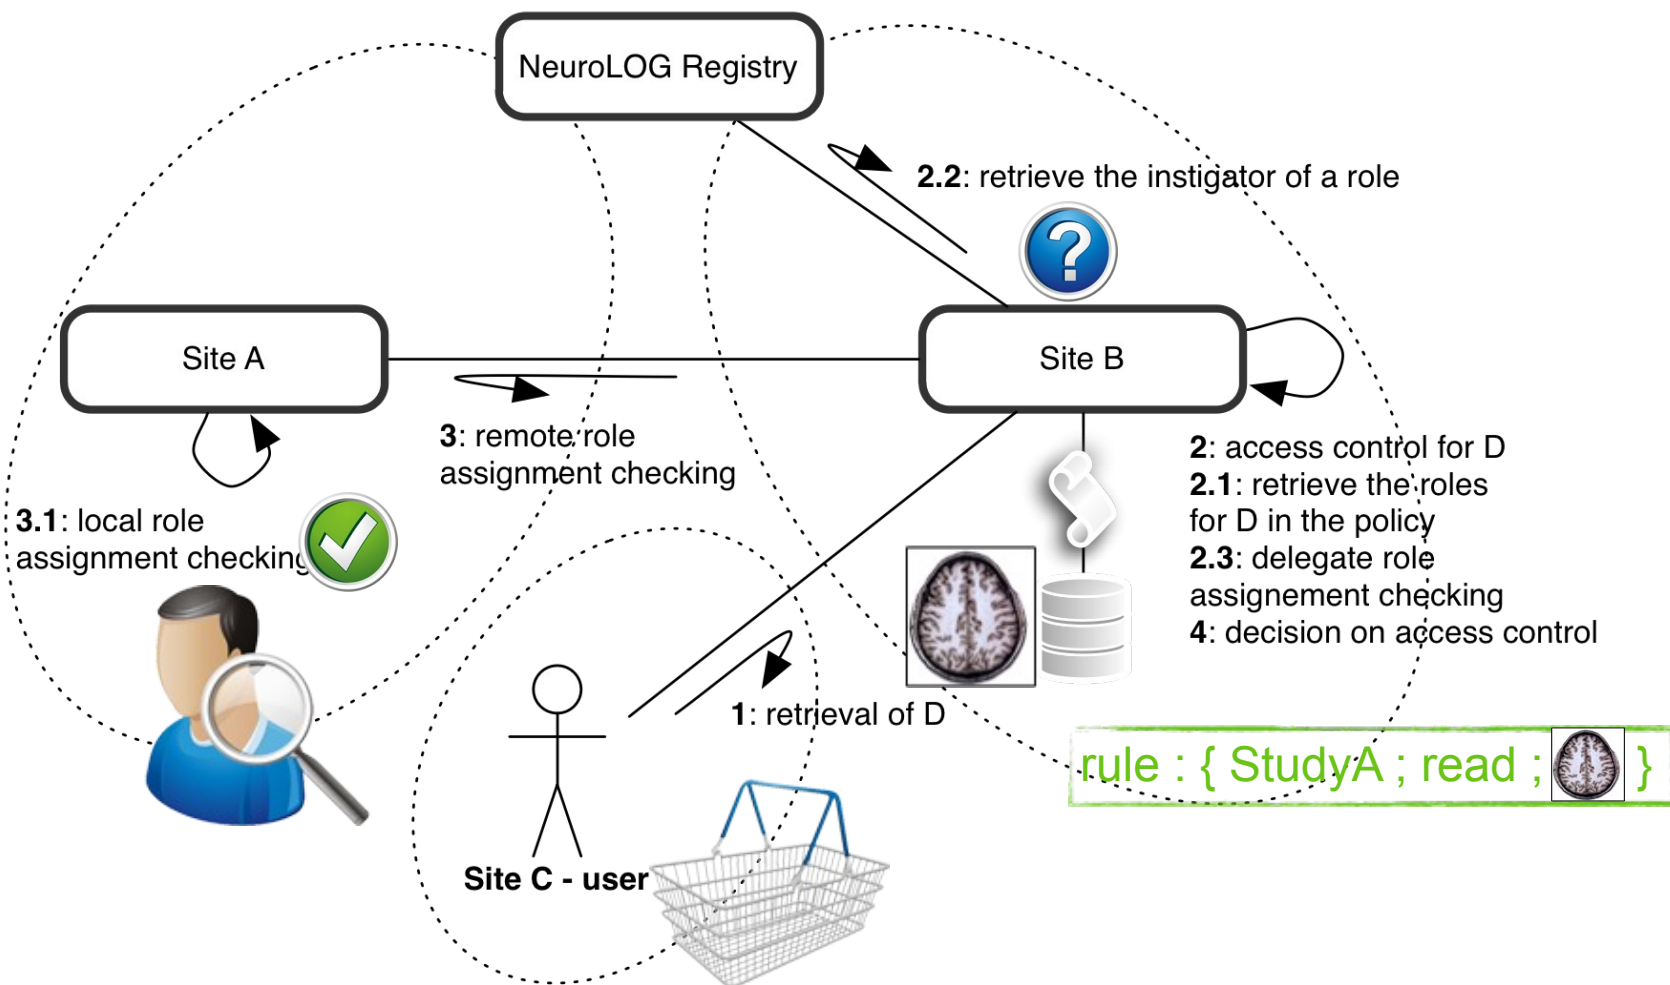 NeuroLOG Registry
2.2: retrieve the instigator of a role
Site A
Site B
3: remote role
assignment checking
2: access control for D
2.1: retrieve the roles
for D in the policy
2.3: delegate role
assignement checking
4: decision on access control
3.1: local role
assignment checking
1: retrieval of D
rule : { StudyA ; read ; }
Site C - user